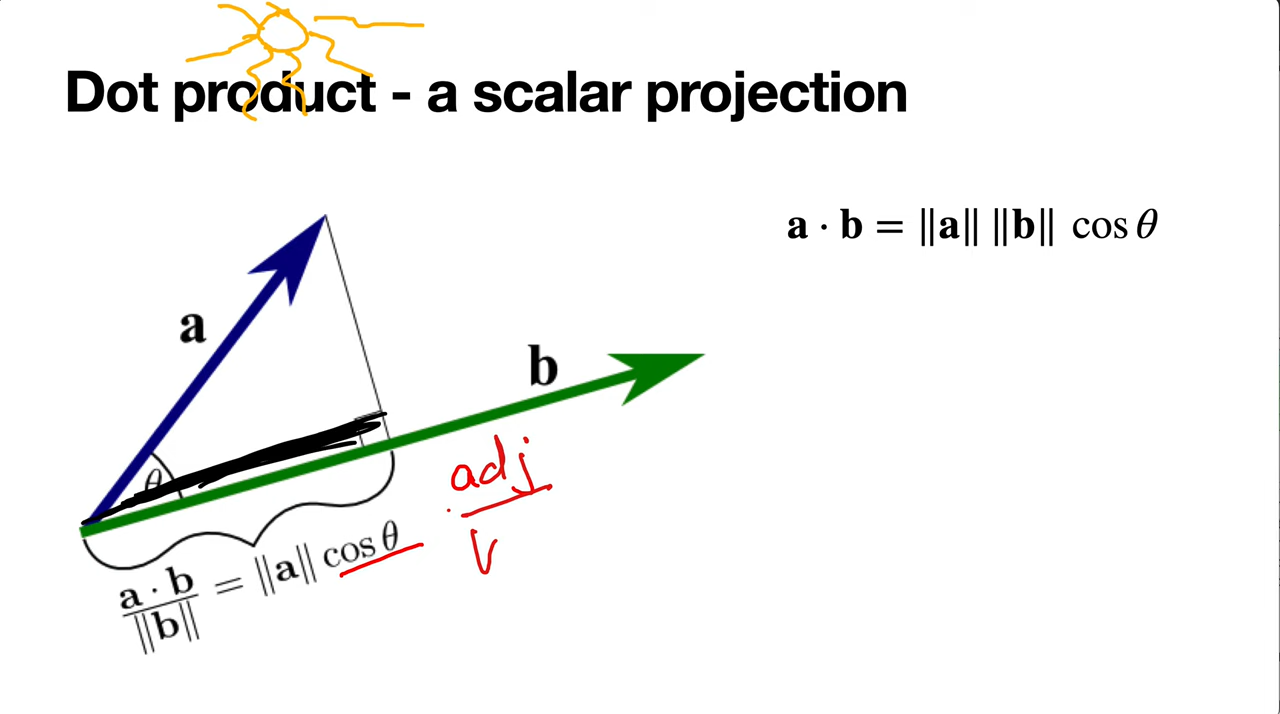 Dot product - a scalar projection
a · b = ||a|| ||b|| cos θ
a
b
θ
adj
a · b / ||b|| = ||a|| cos θ